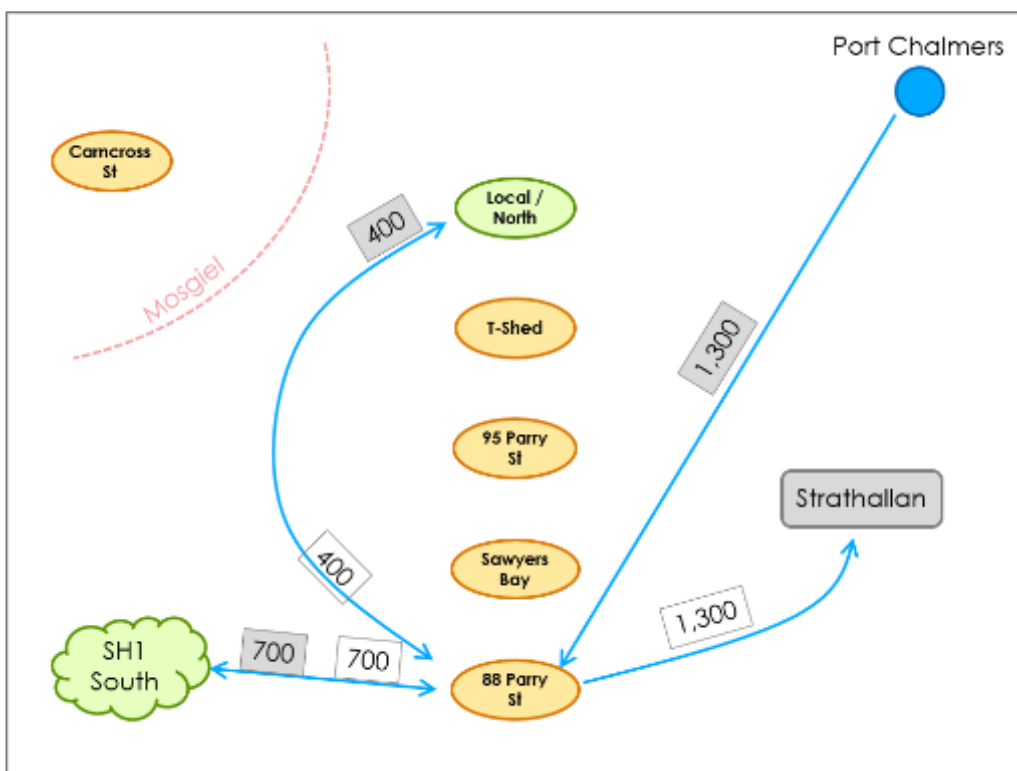 Port Chalmers
Carncross
St
Local /
North
400
Mosgiel
T-Shed
1,300
95 Parry
St
Strathallan
Sawyers
Bay
400
1,300
SH1
South
700
700
88 Parry
St